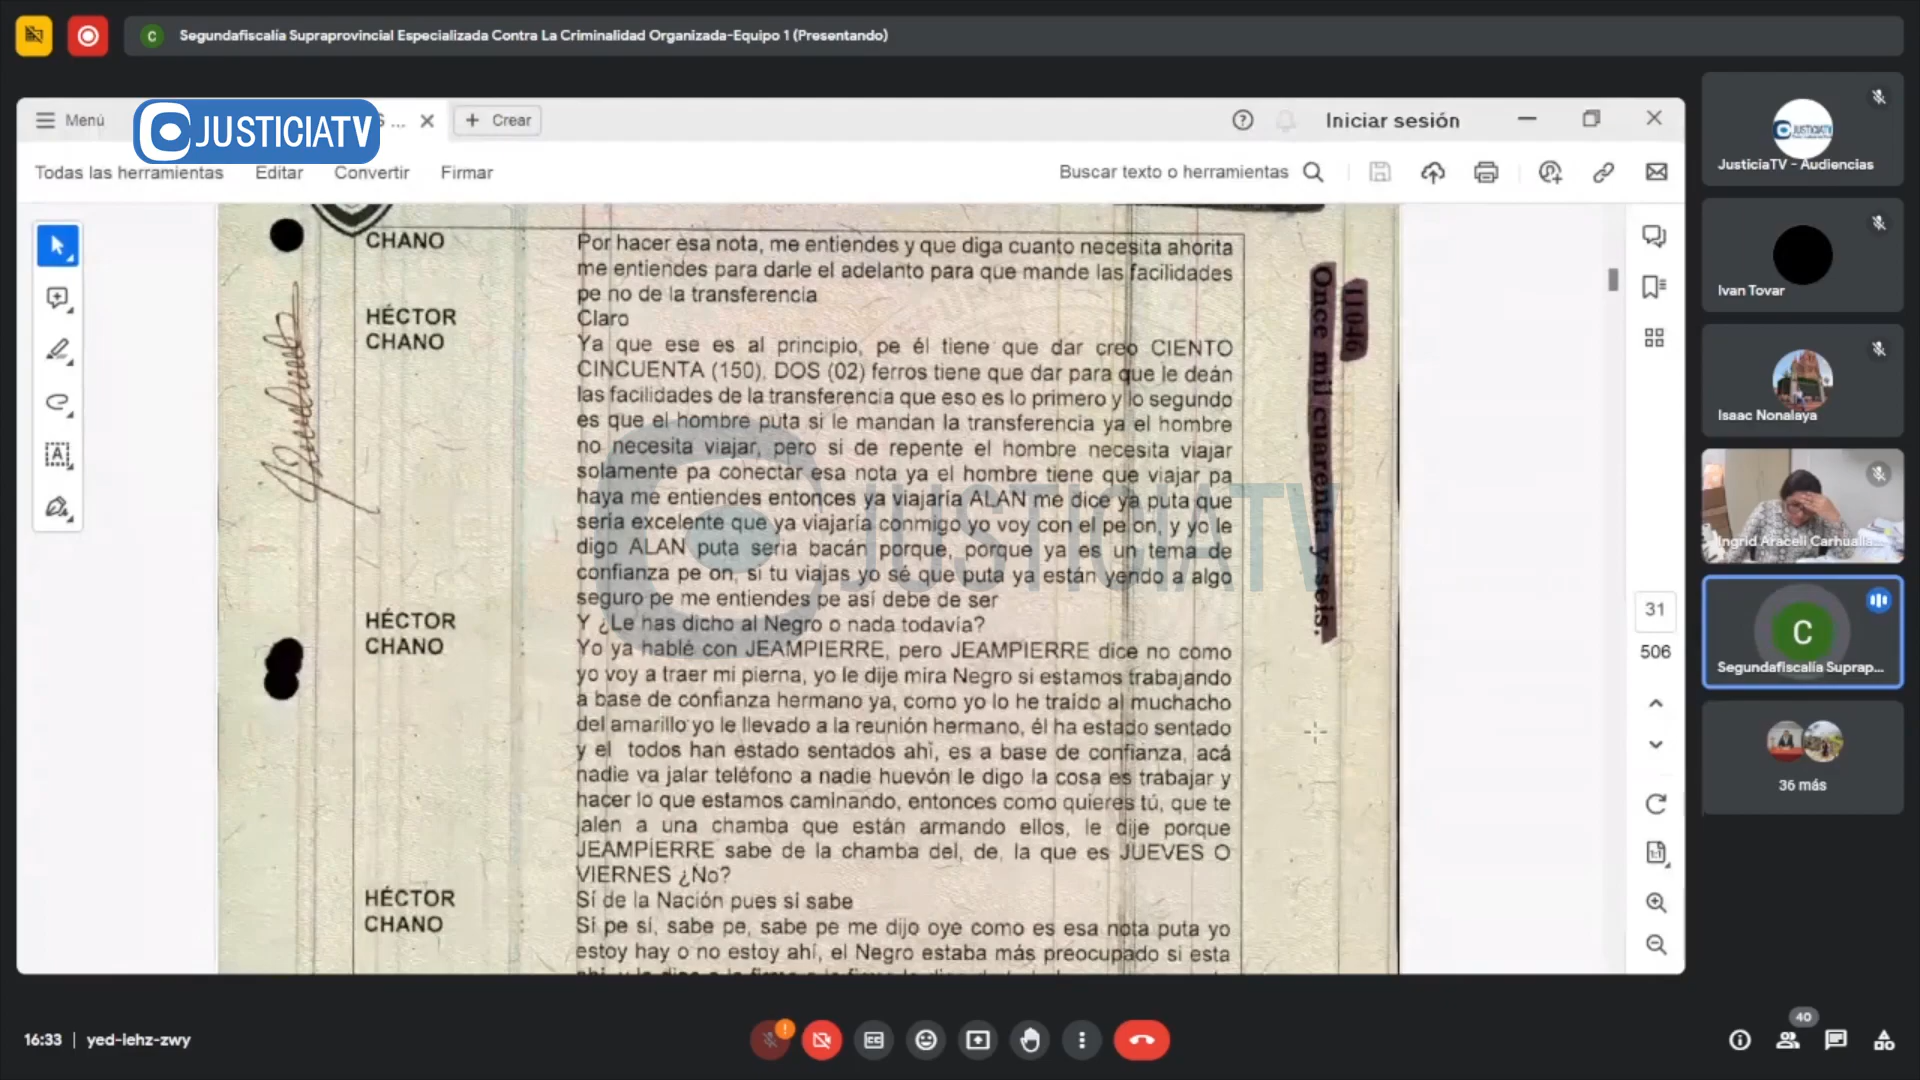 C Segundafiscalía Supraprovincial Especializada Contra La Criminalidad Organizada-Equipo 1 (Presentando)
Menú
JUSTICIATV
S ...
+ Crear
Iniciar sesión
Todas las herramientas
Editar
Convertir
Firmar
Buscar texto o herramientas
CHANO
Por hacer esa nota, me entiendes y que diga cuanto necesita ahorita
me entiendes para darle el adelanto para que mande las facilidades
pe no de la transferencia
HÉCTOR
Claro
CHANO
Ya que ese es al principio, pe él tiene que dar creo CIENTO
CINCUENTA (150), DOS (02) ferros tiene que dar para que le deán
las facilidades de la transferencia que eso es lo primero y lo segundo
es que el hombre puta si le mandan la transferencia ya el hombre
no necesita viajar, pero si de repente el hombre necesita viajar
solamente pa conectar esa nota ya el hombre tiene que viajar pa
haya me entiendes entonces ya viajaría ALAN me dice ya puta que
sería excelente que ya viajaría conmigo yo voy con el pe on, y yo le
digo ALAN puta seria bacán porque, porque ya es un tema de
confianza pe on, si tu viajas yo sé que puta ya están yendo a algo
seguro pe me entiendes pe así debe de ser
HÉCTOR
Y ¿Le has dicho al Negro o nada todavía?
CHANO
Yo ya hablé con JEAMPIERRE, pero JEAMPIERRE dice no como
yo voy a traer mi pierna, yo le dije mira Negro si estamos trabajando
a base de confianza hermano ya, como yo lo he traído al muchacho
del amarillo yo le llevado a la reunión hermano, él ha estado sentado
y el todos han estado sentados ahí, es a base de confianza, acá
nadie va jalar teléfono a nadie huevón le digo la cosa es trabajar y
hacer lo que estamos caminando, entonces como quieres tú, que te
jalen a una chamba que están armando ellos, le dije porque
JEAMPIERRE sabe de la chamba del, de, la que es JUEVES O
VIERNES ¿No?
HÉCTOR
Sí de la Nación pues si sabe
CHANO
Si pe sí, sabe pe, sabe pe me dijo oye como es esa nota puta yo
estoy hay o no estoy ahí, el Negro estaba más preocupado si esta
11046
Once mil cuarenta y seis.
JUSTICIATV
31
506
JUSTICIATV
JusticiaTV - Audiencias
Ivan Tovar
Isaac Nonalaya
Ingrid Araceli Carhualla...
C
Segundafiscalía Suprap...
36 más
16:33 | yed-lehz-zwy
40